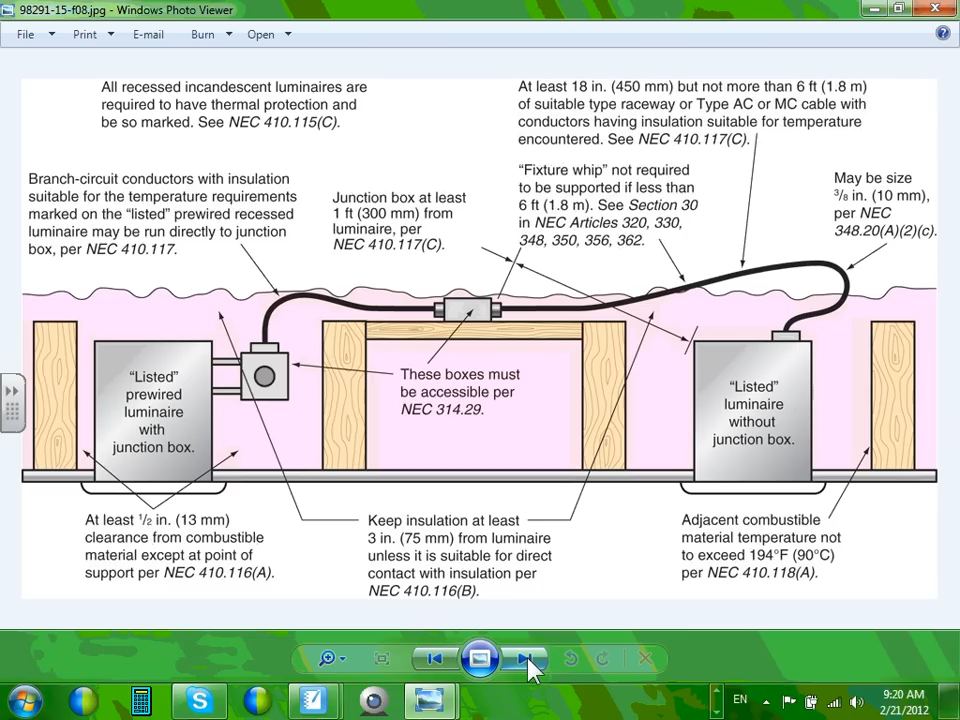 98291-15-f08.jpg - Windows Photo Viewer
File
Print
E-mail
Burn
Open
All recessed incandescent luminaires are
required to have thermal protection and
be so marked. See NEC 410.115(C).
At least 18 in. (450 mm) but not more than 6 ft (1.8 m)
of suitable type raceway or Type AC or MC cable with
conductors having insulation suitable for temperature
encountered. See NEC 410.117(C).
Branch-circuit conductors with insulation
suitable for the temperature requirements
marked on the “listed” prewired recessed
luminaire may be run directly to junction
box, per NEC 410.117.
Junction box at least
1 ft (300 mm) from
luminaire, per
NEC 410.117(C).
“Fixture whip” not required
to be supported if less than
6 ft (1.8 m). See Section 30
in NEC Articles 320, 330,
348, 350, 356, 362.
May be size
3/8 in. (10 mm),
per NEC
348.20(A)(2)(c).
“Listed”
prewired
luminaire
with
junction box.
These boxes must
be accessible per
NEC 314.29.
“Listed”
luminaire
without
junction box.
At least 1/2 in. (13 mm)
clearance from combustible
material except at point of
support per NEC 410.116(A).
Keep insulation at least
3 in. (75 mm) from luminaire
unless it is suitable for direct
contact with insulation per
NEC 410.116(B).
Adjacent combustible
material temperature not
to exceed 194°F (90°C)
per NEC 410.118(A).
EN
9:20 AM
2/21/2012